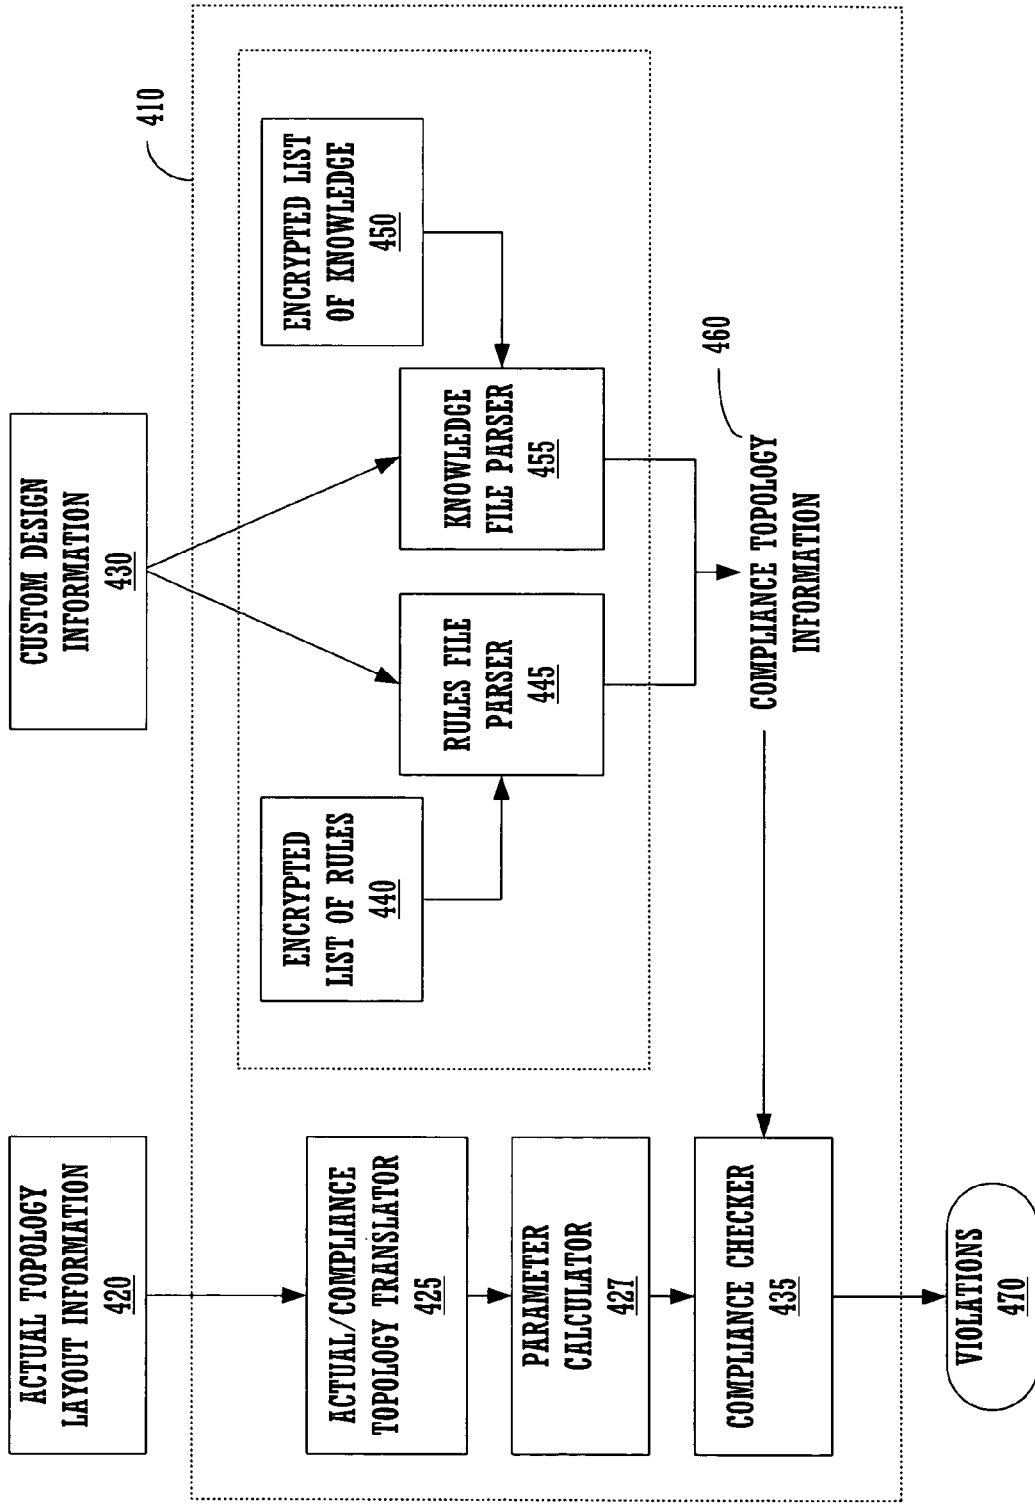 ACTUAL TOPOLOGY
LAYOUT INFORMATION
420
CUSTOM DESIGN
INFORMATION
430
410
ACTUAL/COMPLIANCE
TOPOLOGY TRANSLATOR
425
ENCRYPTED
LIST OF RULES
440
ENCRYPTED LIST
OF KNOWLEDGE
450
RULES FILE
PARSER
445
KNOWLEDGE
FILE PARSER
455
PARAMETER
CALCULATOR
427
COMPLIANCE CHECKER
435
COMPLIANCE TOPOLOGY
INFORMATION
460
VIOLATIONS
470